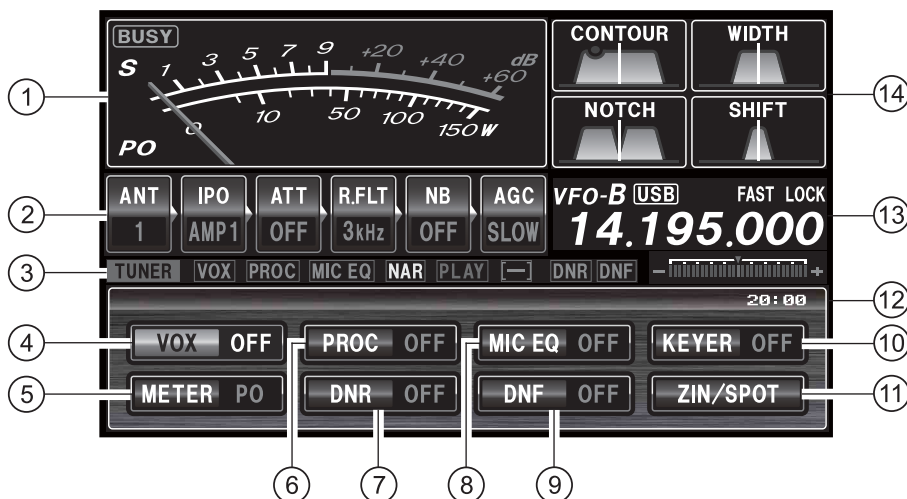 BUSY
S 1 3 5 7 9 +20 +40 +60 dB
0 10 50 100 150 W
PO
CONTOUR WIDTH
NOTCH SHIFT
1
14
ANT IPO ATT R.FLT NB AGC
1 AMP1 OFF 3kHz OFF SLOW
2
VFO-B USB FAST LOCK
14.195.000
13
3
TUNER VOX PROC MIC EQ NAR PLAY [—] DNR DNF − +
20:00
12
4
VOX OFF PROC OFF MIC EQ OFF KEYER OFF
10
5
METER PO DNR OFF DNF OFF ZIN/SPOT
11
6 7 8 9